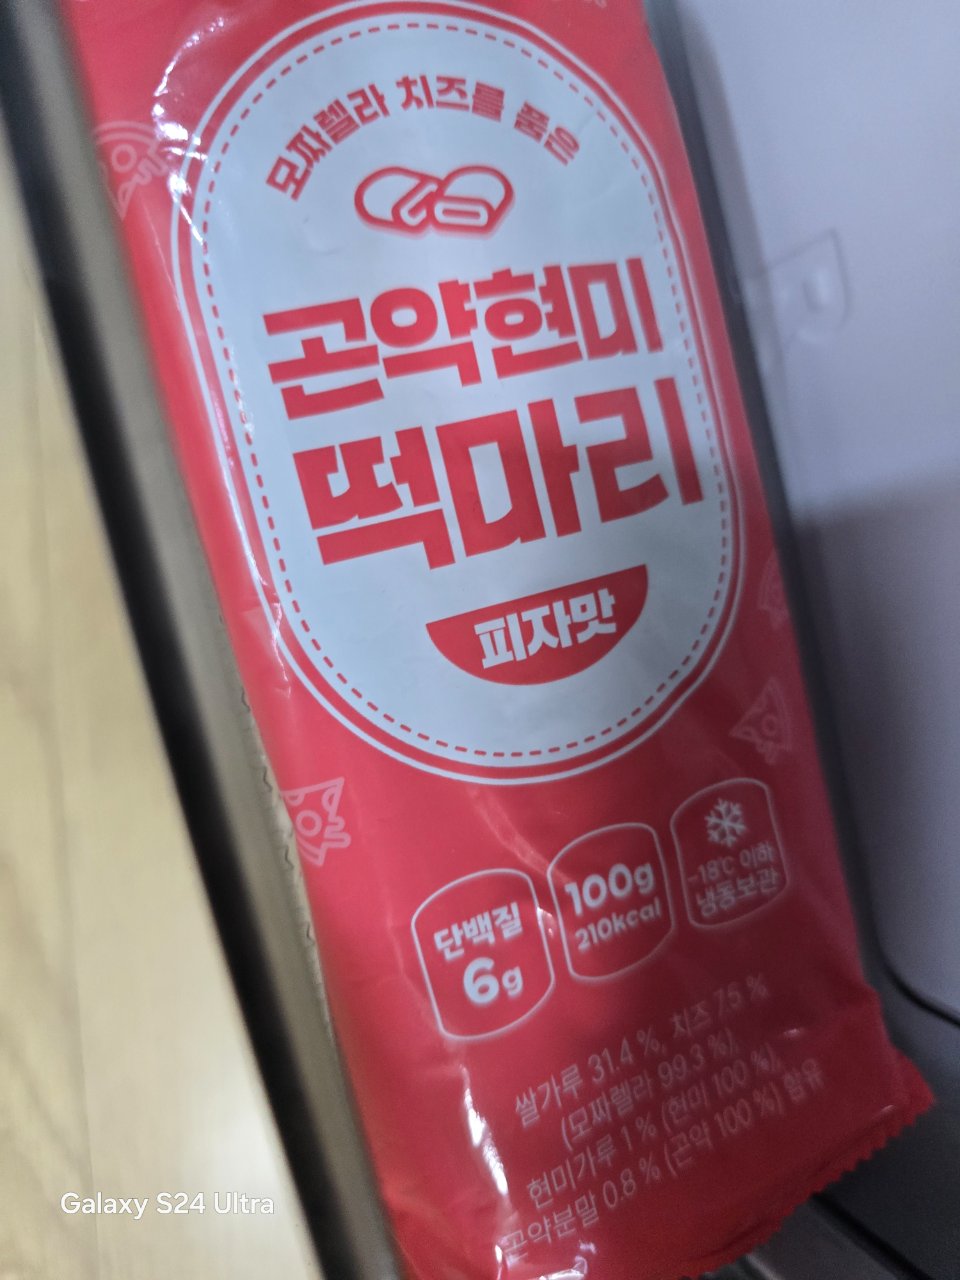 모짜렐라 치즈를 품은
곤약현미
떡마리
피자맛
단백질
6g
100g
210kcal
-18℃ 이하
냉동보관
쌀가루 31.4 %, 치즈 7.5 %
(모짜렐라 99.3 %),
현미가루 1 % (현미 100 %),
곤약분말 0.8 % (곤약 100 %) 함유
Galaxy S24 Ultra